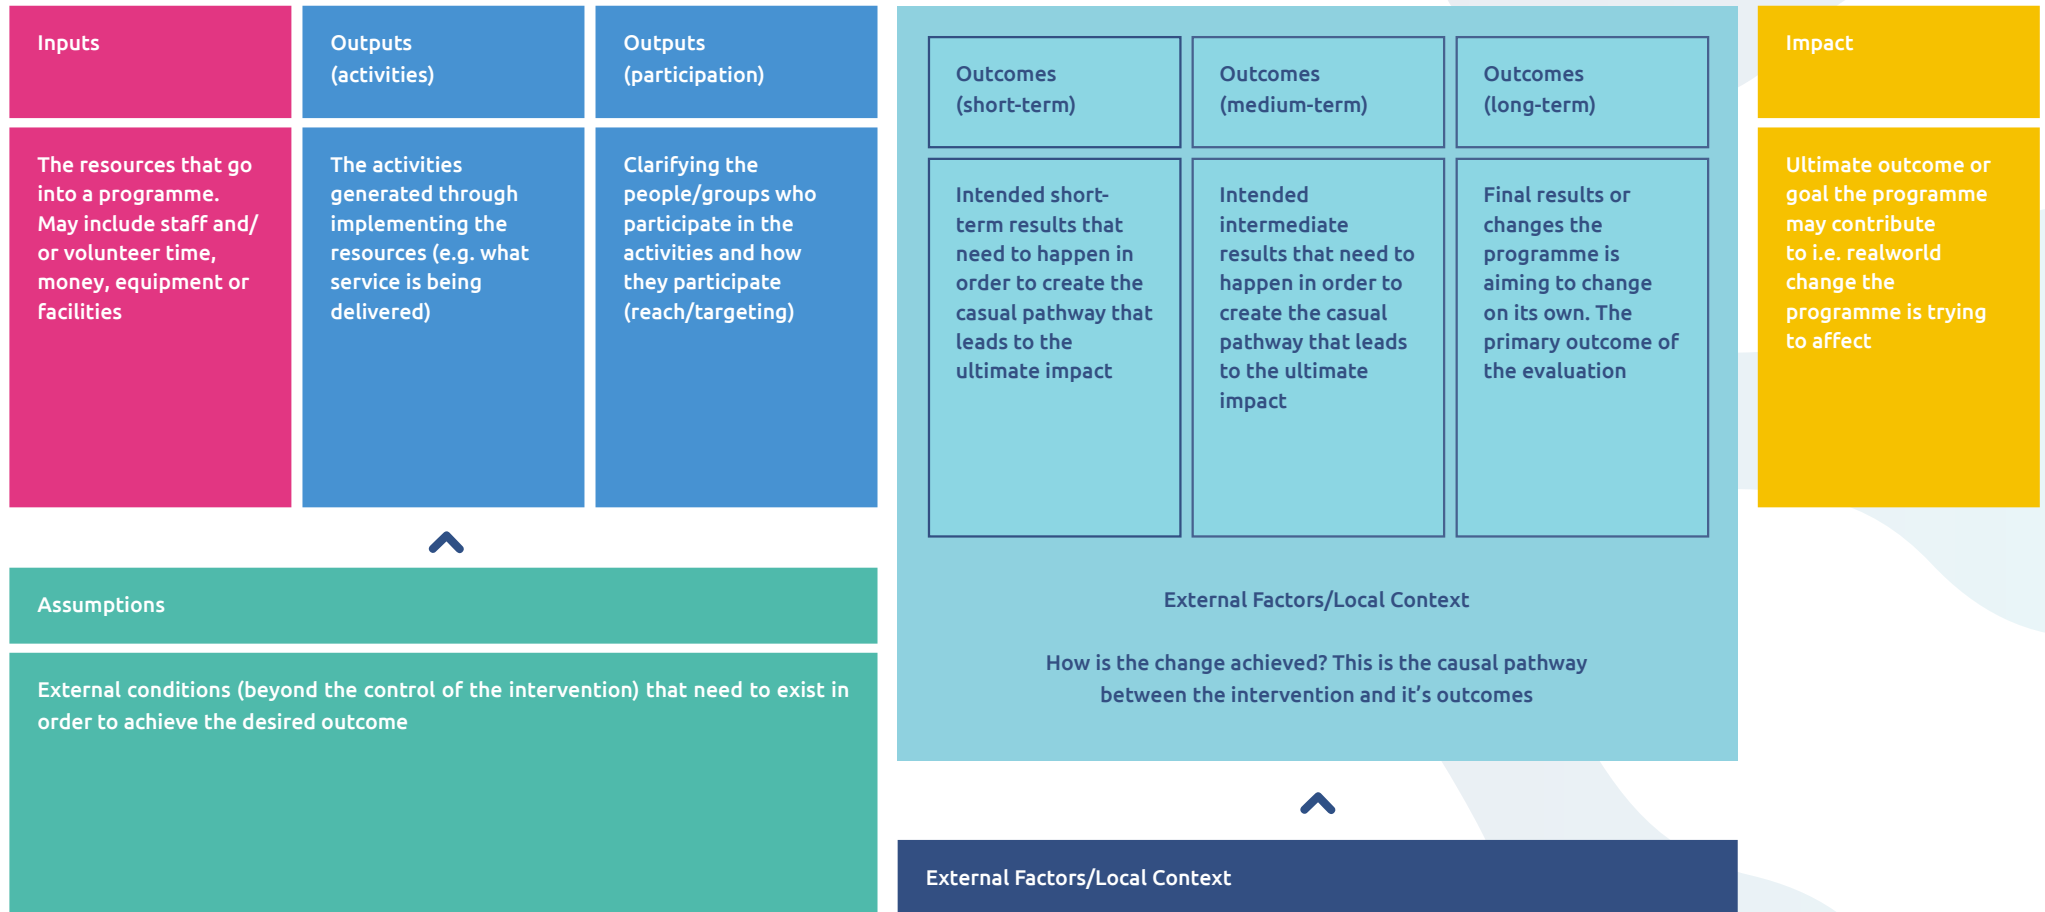 Inputs
The resources that go
into a programme.
May include staff and/
or volunteer time,
money, equipment or
facilities
Outputs
(activities)
The activities
generated through
implementing the
resources (e.g. what
service is being
delivered)
Outputs
(participation)
Clarifying the
people/groups who
participate in the
activities and how
they participate
(reach/targeting)
Assumptions
External conditions (beyond the control of the intervention) that need to exist in
order to achieve the desired outcome
Outcomes
(short-term)
Intended short-
term results that
need to happen in
order to create the
casual pathway that
leads to the
ultimate impact
Outcomes
(medium-term)
Intended
intermediate
results that need to
happen in order to
create the casual
pathway that leads
to the ultimate
impact
Outcomes
(long-term)
Final results or
changes the
programme is
aiming to change
on its own. The
primary outcome of
the evaluation
External Factors/Local Context
How is the change achieved? This is the causal pathway
between the intervention and it’s outcomes
External Factors/Local Context
Impact
Ultimate outcome or
goal the programme
may contribute
to i.e. realworld
change the
programme is trying
to affect